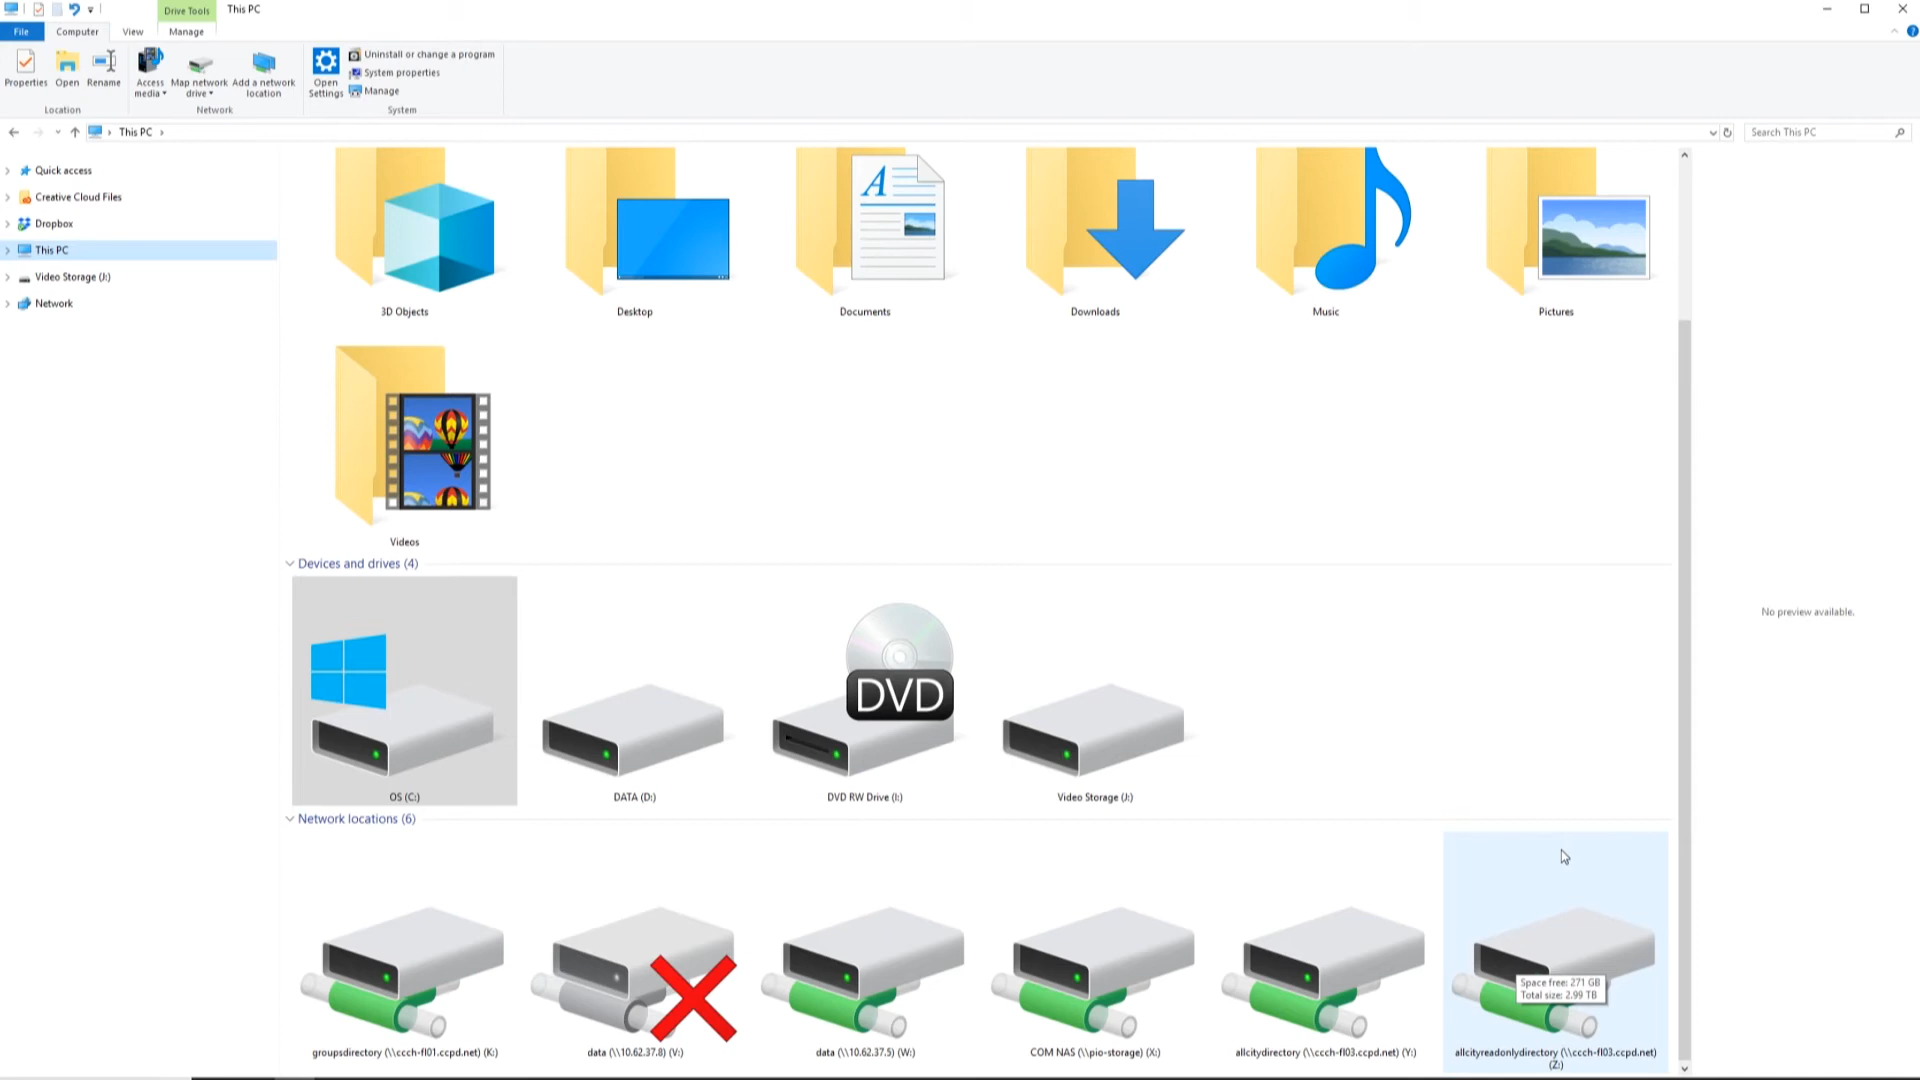 Drive Tools
This PC
File
Computer
View
Manage
Properties
Open
Rename
Access media
Map network drive
Add a network location
Open Settings
Uninstall or change a program
System properties
Manage
Location
Network
System
This PC
Search This PC
Quick access
Creative Cloud Files
Dropbox
This PC
Video Storage (J:)
Network
A
3D Objects
Desktop
Documents
Downloads
Music
Pictures
Videos
Devices and drives (4)
DVD
OS (C:)
DATA (D:)
DVD RW Drive (I:)
Video Storage (J:)
No preview available.
Network locations (6)
Space free: 271 GB
Total size: 2.99 TB
groupsdirectory (\\ccch-fl01.ccpd.net) (K:)
data (\\10.62.37.8) (V:)
data (\\10.62.37.5) (W:)
COM NAS (\\pio-storage) (X:)
allcitydirectory (\\ccch-fl03.ccpd.net) (Y:)
allcityreadonlydirectory (\\ccch-fl03.ccpd.net)
(Z:)